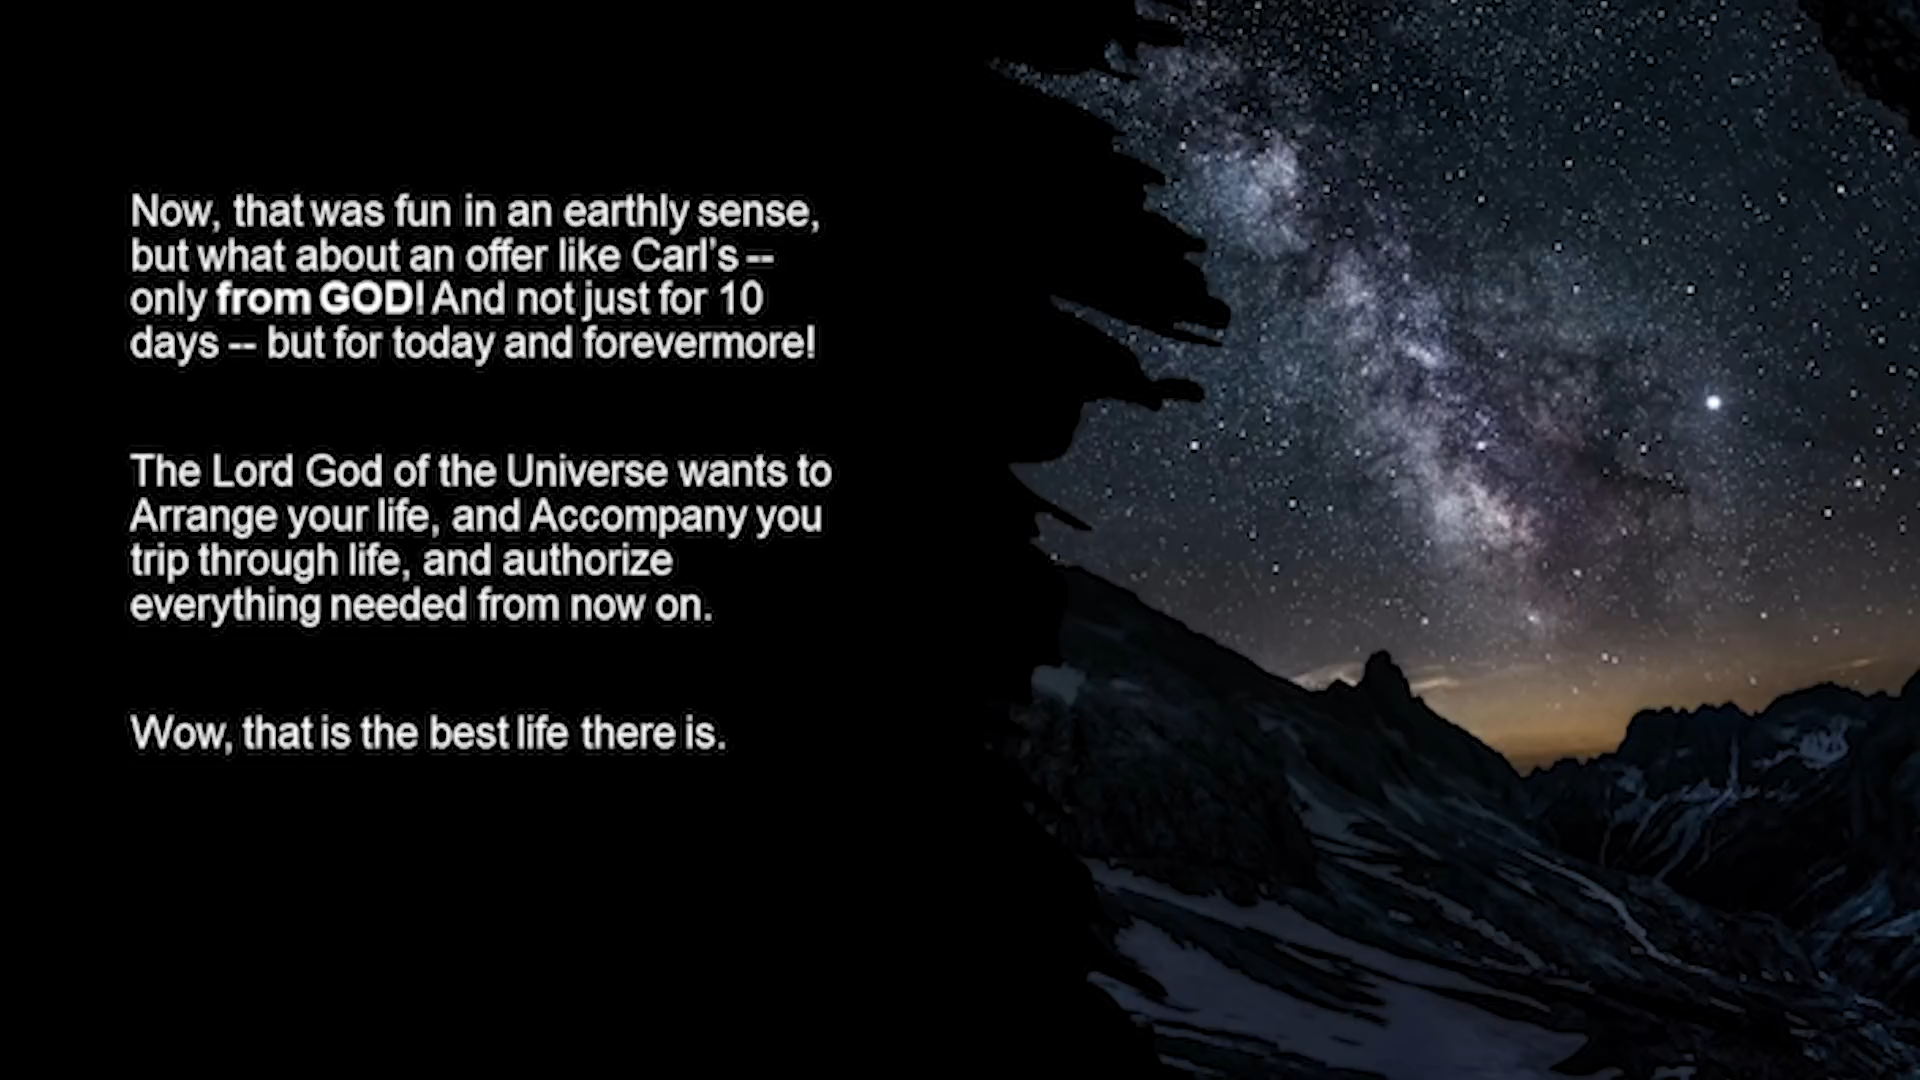 Now, that was fun in an earthly sense,
but what about an offer like Carl's --
only from GOD! And not just for 10
days -- but for today and forevermore!
The Lord God of the Universe wants to
Arrange your life, and Accompany you
trip through life, and authorize
everything needed from now on.
Wow, that is the best life there is.